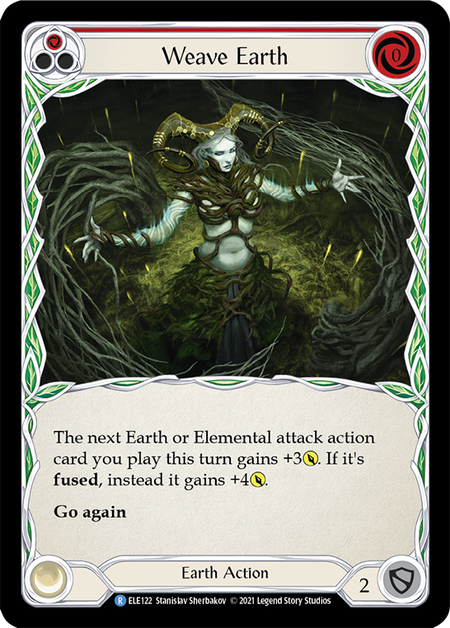 Weave Earth
0
The next Earth or Elemental attack action
card you play this turn gains +3. If it's
fused, instead it gains +4.
Go again
Earth Action
2
R ELE122 Stanislav Sherbakov © 2021 Legend Story Studios